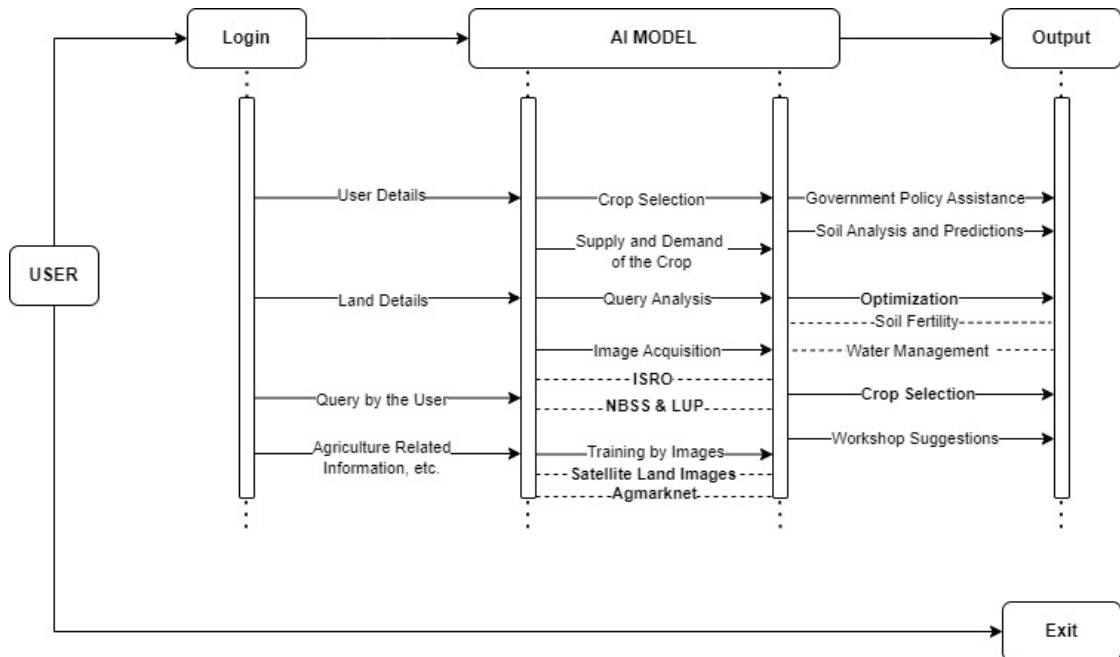 Login
AI MODEL
Output
USER
User Details
Land Details
Query by the User
Agriculture Related
Information, etc.
Crop Selection
Supply and Demand
of the Crop
Query Analysis
Image Acquisition
ISRO
NBSS & LUP
Training by Images
Satellite Land Images
Agmarknet
Government Policy Assistance
Soil Analysis and Predictions
Optimization
Soil Fertility
Water Management
Crop Selection
Workshop Suggestions
Exit